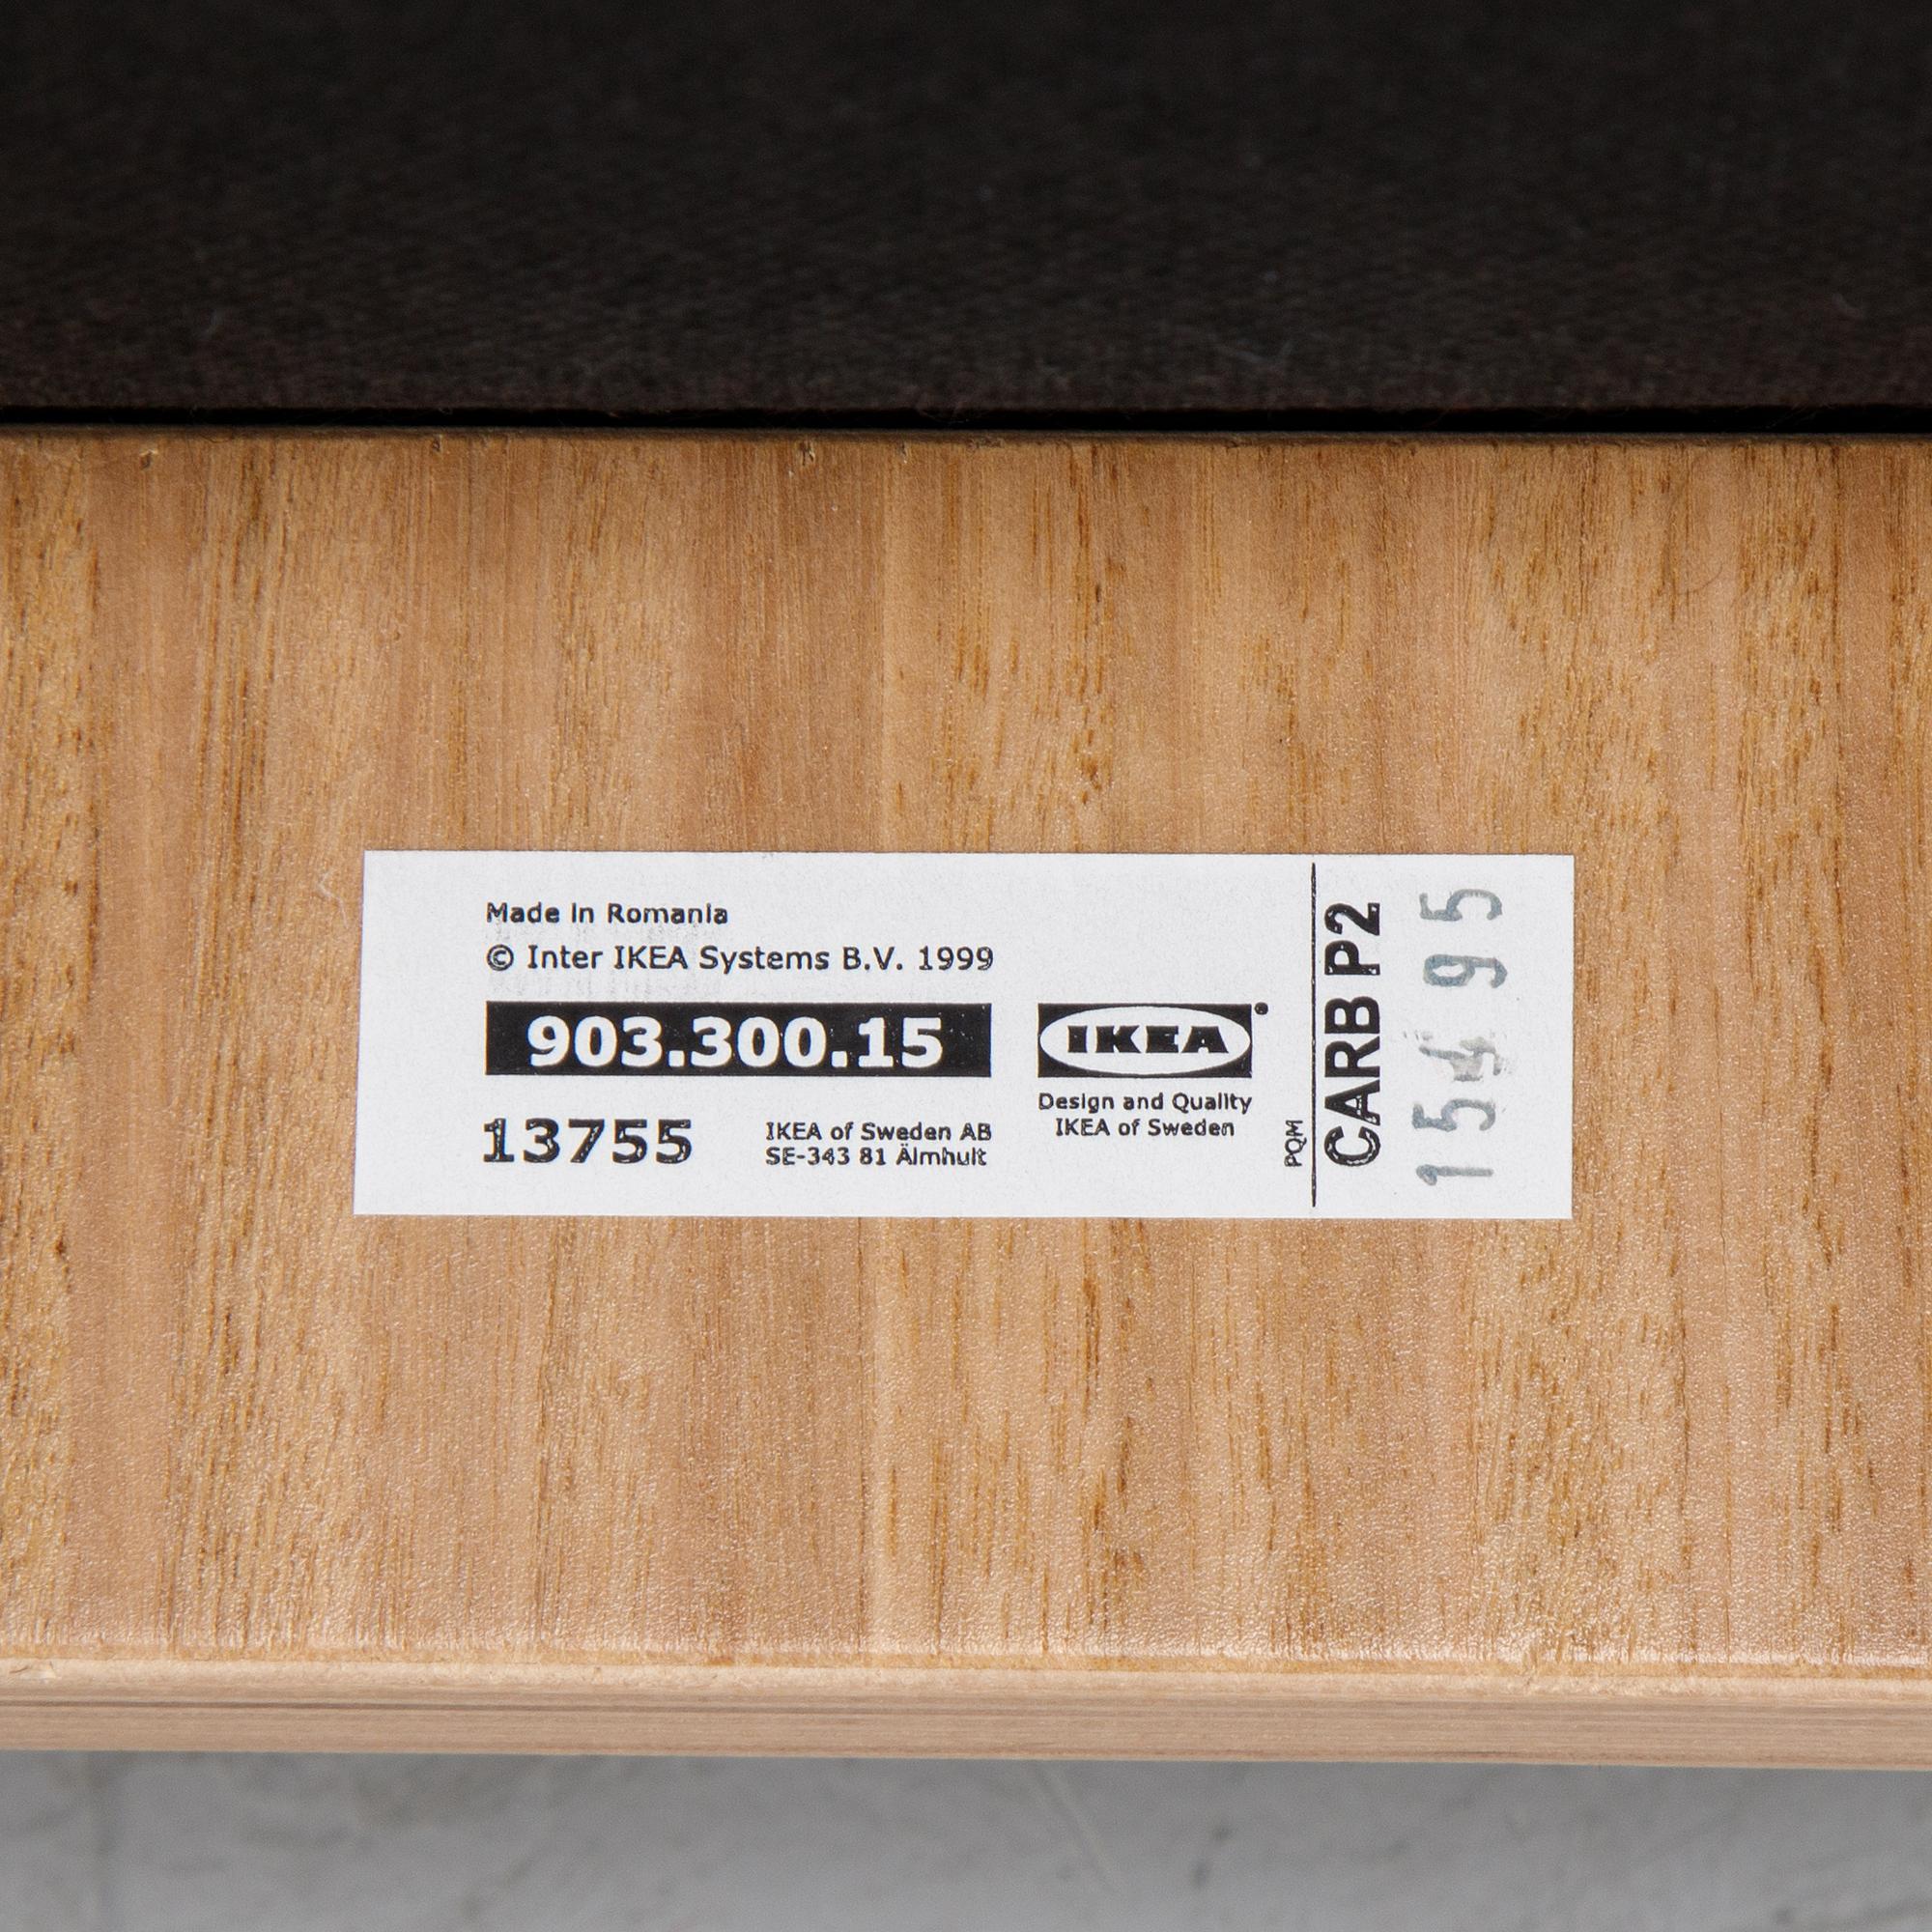 Made in Romania
© Inter IKEA Systems B.V. 1999
903.300.15
13755
IKEA of Sweden AB
SE-343 81 Älmhult
IKEA
Design and Quality
IKEA of Sweden
PQM
CARB P2